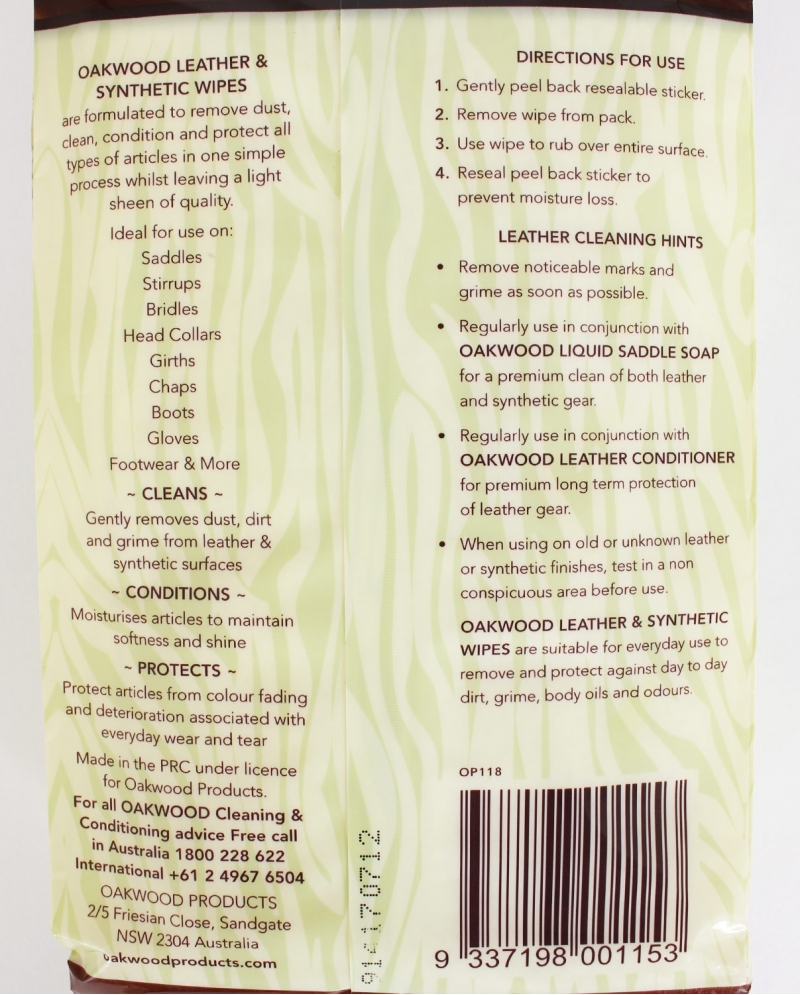 OAKWOOD LEATHER &
SYNTHETIC WIPES
are formulated to remove dust,
clean, condition and protect all
types of articles in one simple
process whilst leaving a light
sheen of quality.
Ideal for use on:
Saddles
Stirrups
Bridles
Head Collars
Girths
Chaps
Boots
Gloves
Footwear & More
~ CLEANS ~
Gently removes dust, dirt
and grime from leather &
synthetic surfaces
~ CONDITIONS ~
Moisturises articles to maintain
softness and shine
~ PROTECTS ~
Protect articles from colour fading
and deterioration associated with
everyday wear and tear
Made in the PRC under licence
for Oakwood Products.
For all OAKWOOD Cleaning &
Conditioning advice Free call
in Australia 1800 228 622
International +61 2 4967 6504
OAKWOOD PRODUCTS
2/5 Friesian Close, Sandgate
NSW 2304 Australia
oakwoodproducts.com
DIRECTIONS FOR USE
1. Gently peel back resealable sticker.
2. Remove wipe from pack.
3. Use wipe to rub over entire surface.
4. Reseal peel back sticker to
prevent moisture loss.
LEATHER CLEANING HINTS
• Remove noticeable marks and
grime as soon as possible.
• Regularly use in conjunction with
OAKWOOD LIQUID SADDLE SOAP
for a premium clean of both leather
and synthetic gear.
• Regularly use in conjunction with
OAKWOOD LEATHER CONDITIONER
for premium long term protection
of leather gear.
• When using on old or unknown leather
or synthetic finishes, test in a non
conspicuous area before use.
OAKWOOD LEATHER & SYNTHETIC
WIPES are suitable for everyday use to
remove and protect against day to day
dirt, grime, body oils and odours.
OP118
9 337198 001153